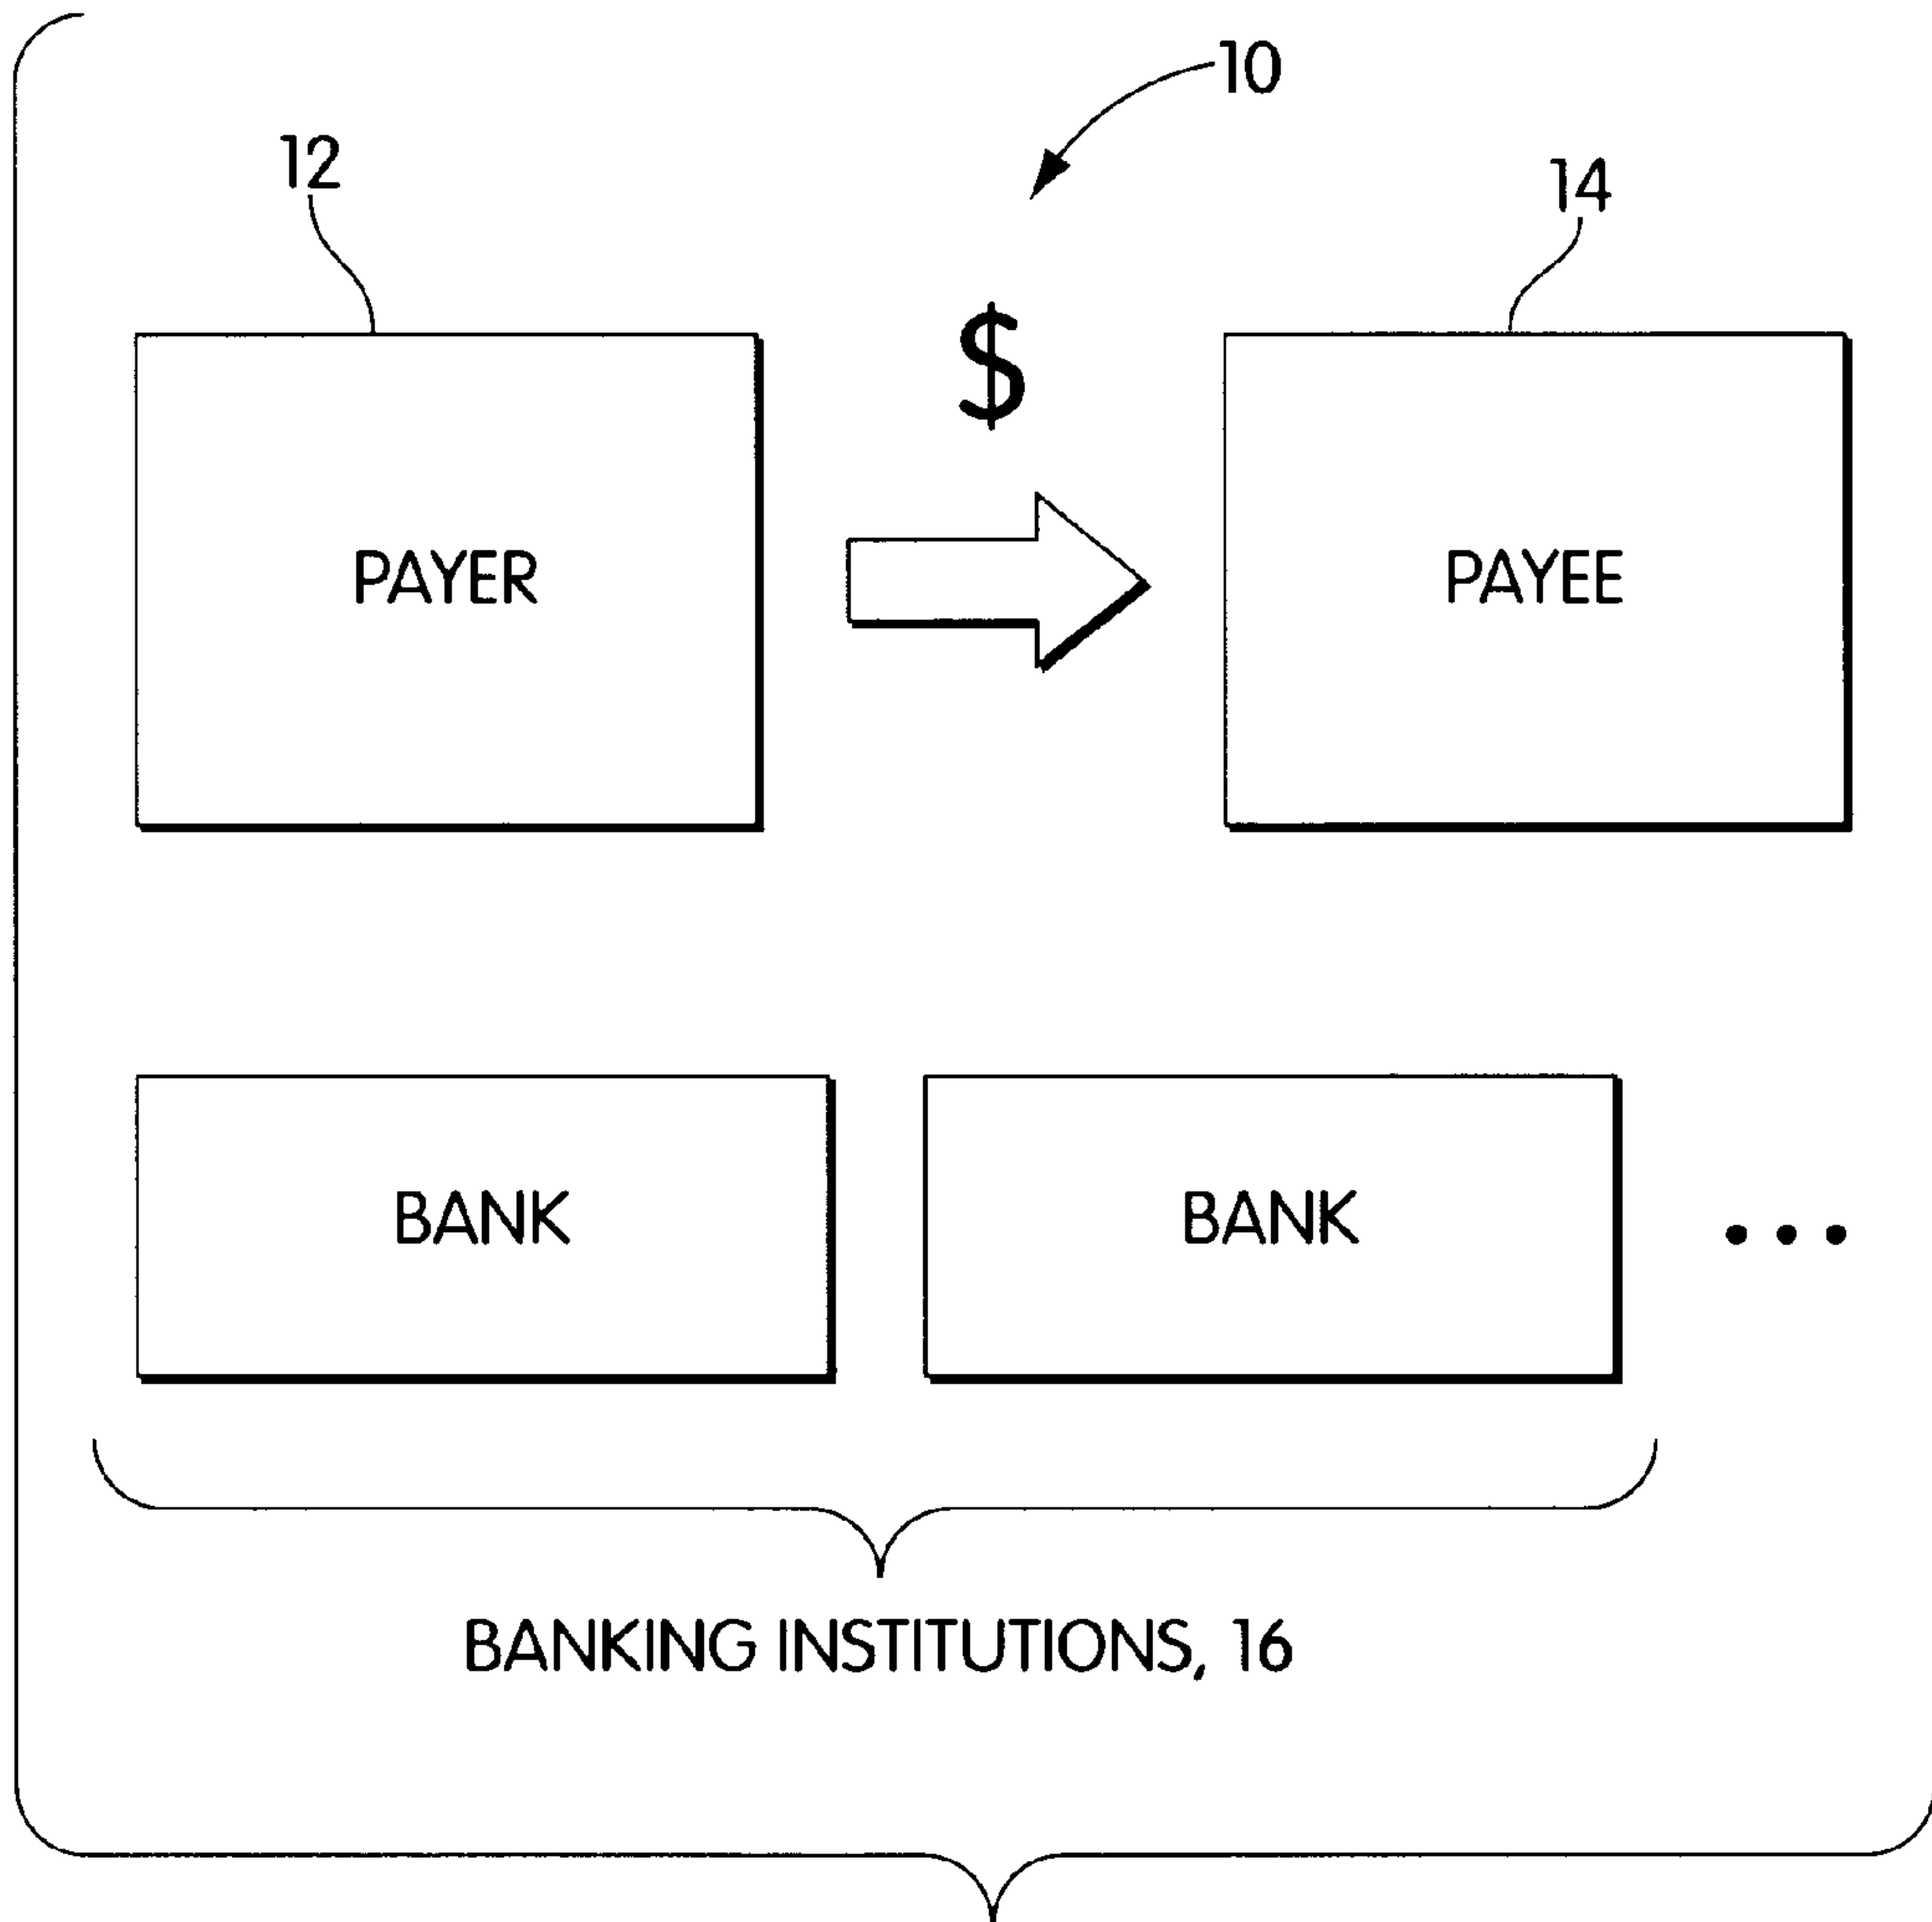 10
12
14
$
PAYER
PAYEE
BANK
BANK
...
BANKING INSTITUTIONS, 16